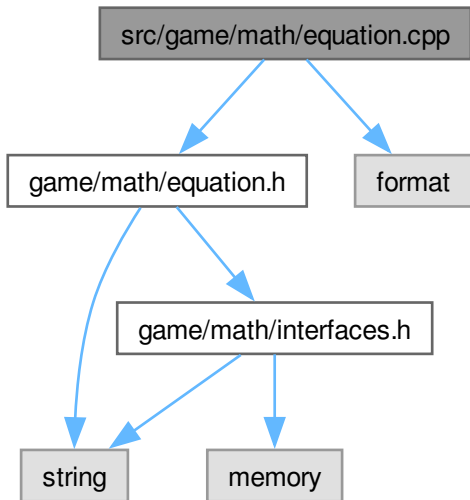 src/game/math/equation.cpp
game/math/equation.h
format
game/math/interfaces.h
string
memory